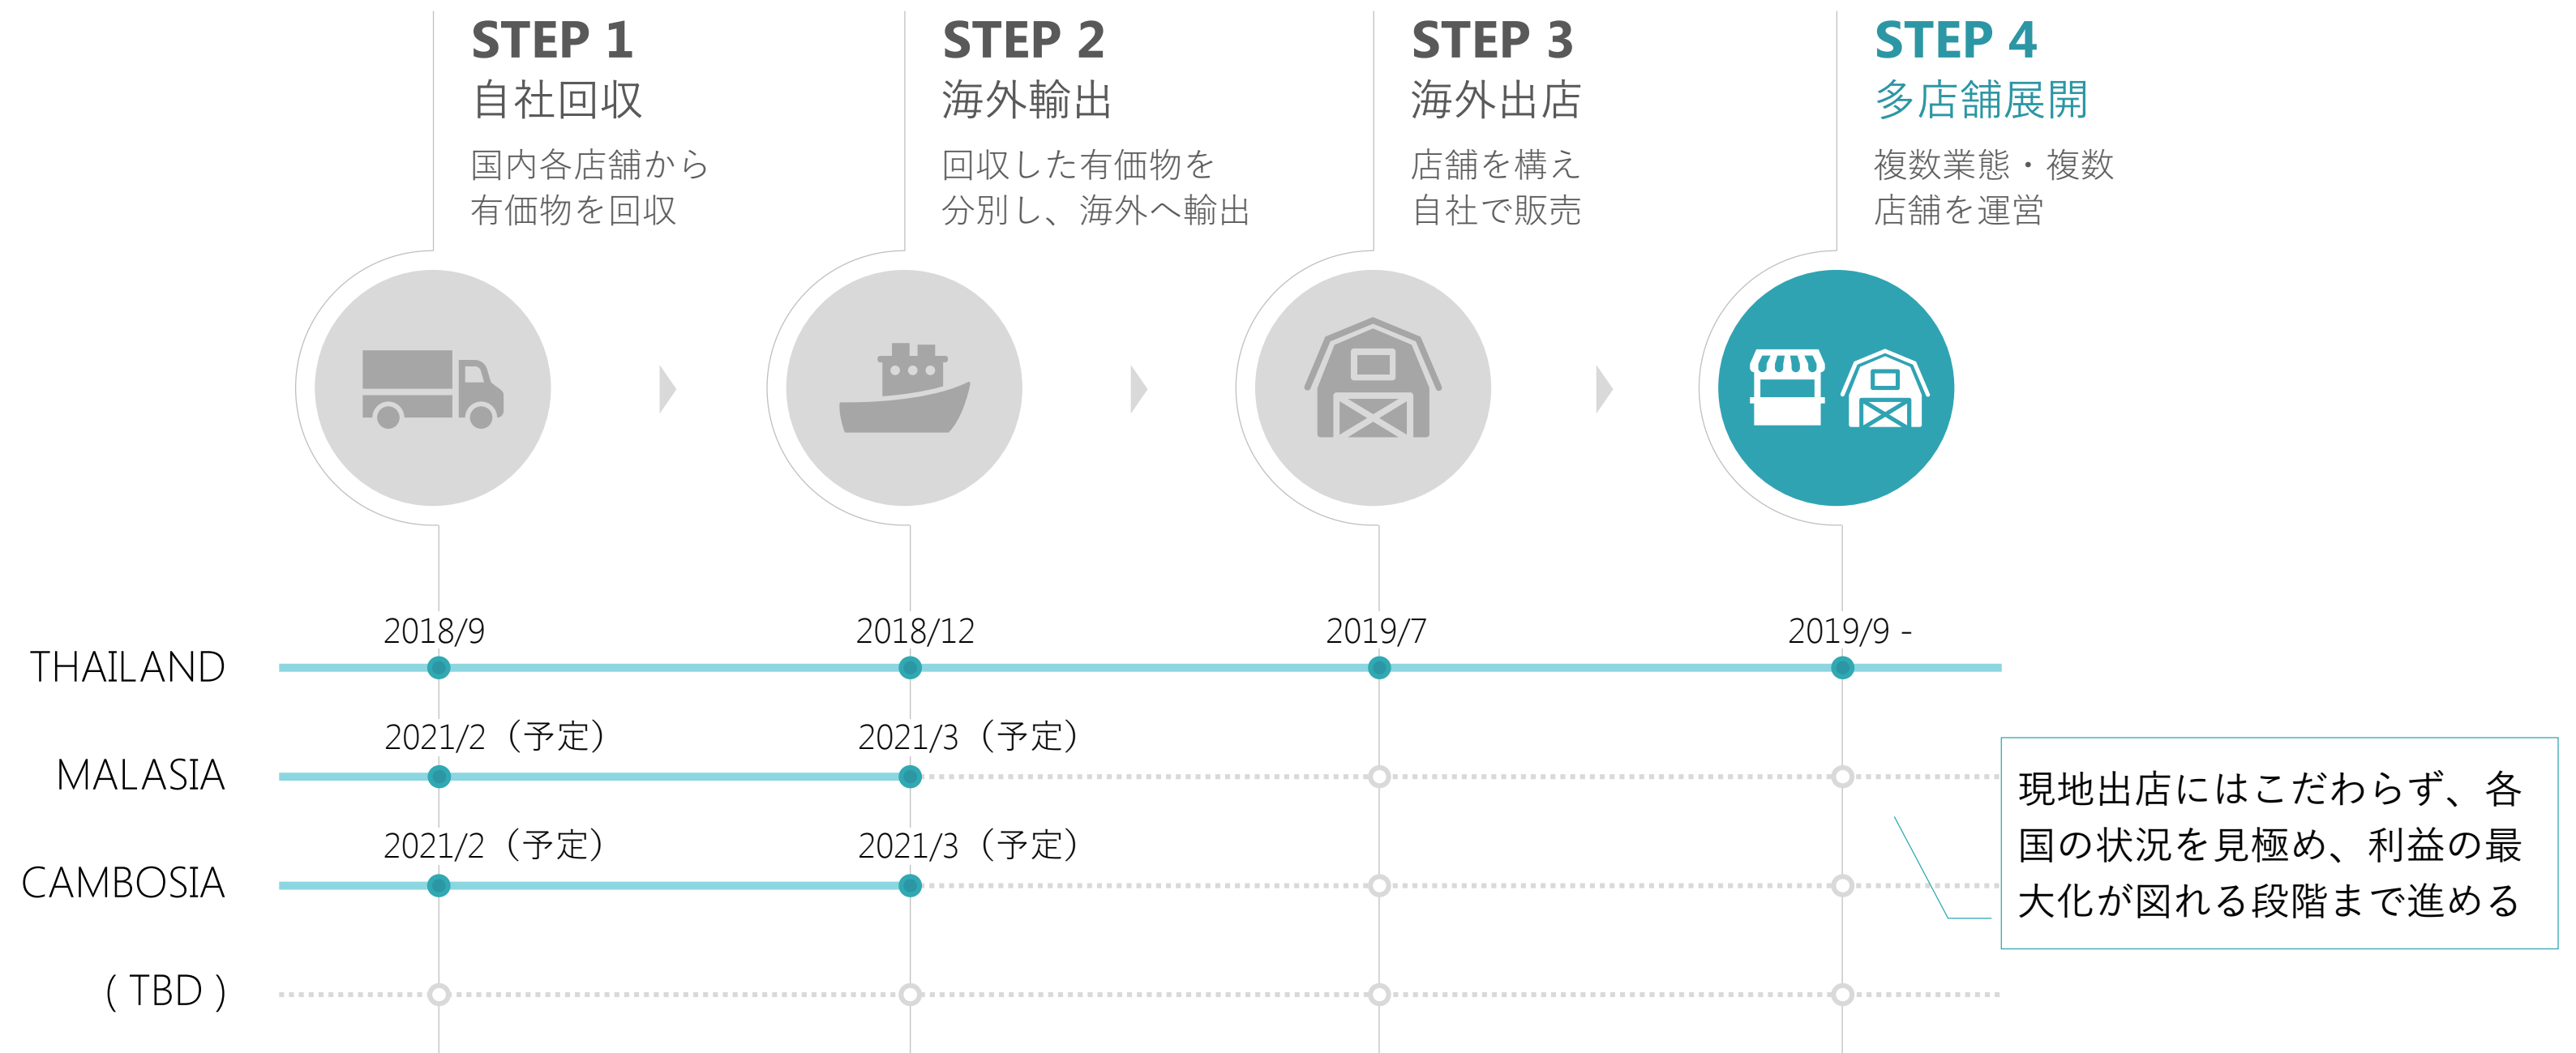 STEP 1
自社回収
国内各店舗から
有価物を回収
STEP 2
海外輸出
回収した有価物を
分別し、海外へ輸出
STEP 3
海外出店
店舗を構え
自社で販売
STEP 4
多店舗展開
複数業態・複数
店舗を運営
THAILAND
2018/9
2018/12
2019/7
2019/9 -
MALASIA
2021/2（予定）
2021/3（予定）
CAMBOSIA
2021/2（予定）
2021/3（予定）
( TBD )
現地出店にはこだわらず、各
国の状況を見極め、利益の最
大化が図れる段階まで進める